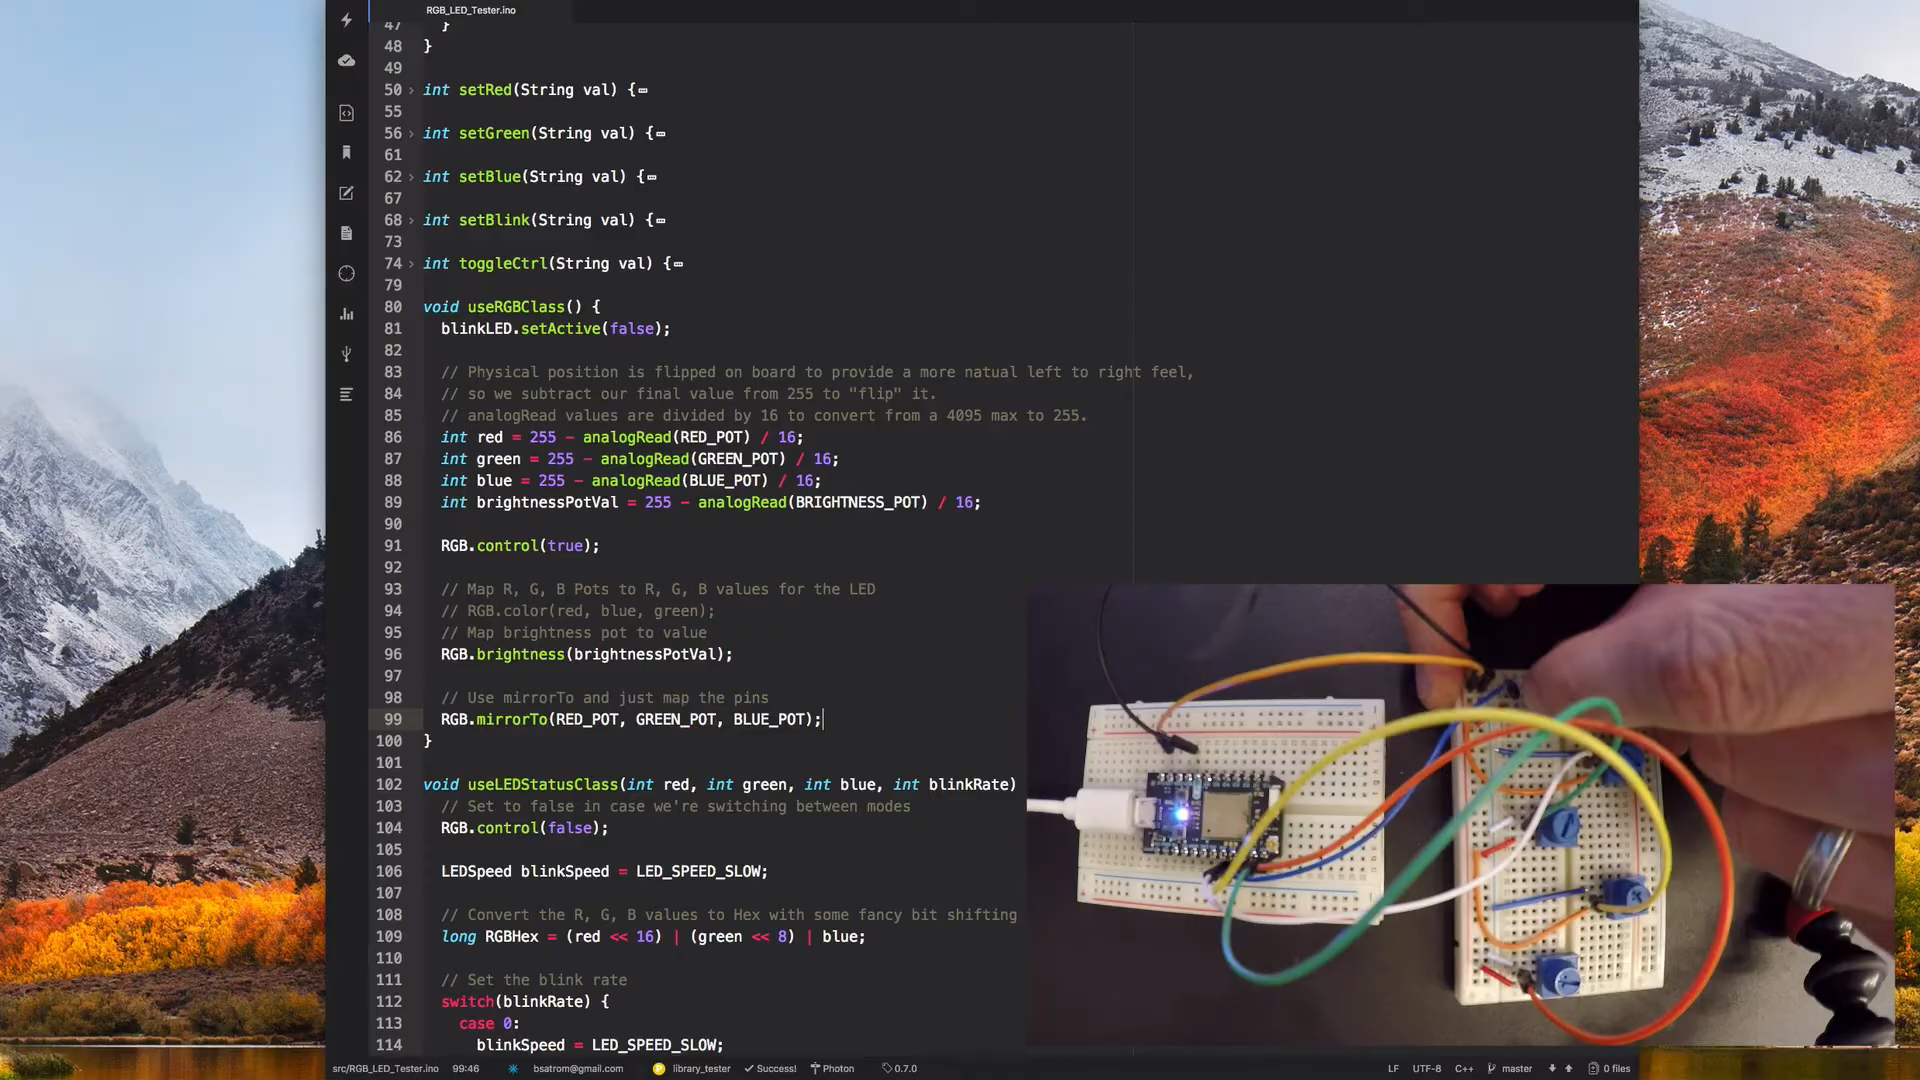 RGB_LED_Tester.ino
47 }
48 }
49
50 int setRed(String val) {
55
56 int setGreen(String val) {
61
62 int setBlue(String val) {
67
68 int setBlink(String val) {
73
74 int toggleCtrl(String val) {
79
80 void useRGBClass() {
81 blinkLED.setActive(false);
82
83 // Physical position is flipped on board to provide a more natual left to right feel,
84 // so we subtract our final value from 255 to "flip" it.
85 // analogRead values are divided by 16 to convert from a 4095 max to 255.
86 int red = 255 - analogRead(RED_POT) / 16;
87 int green = 255 - analogRead(GREEN_POT) / 16;
88 int blue = 255 - analogRead(BLUE_POT) / 16;
89 int brightnessPotVal = 255 - analogRead(BRIGHTNESS_POT) / 16;
90
91 RGB.control(true);
92
93 // Map R, G, B Pots to R, G, B values for the LED
94 // RGB.color(red, blue, green);
95 // Map brightness pot to value
96 RGB.brightness(brightnessPotVal);
97
98 // Use mirrorTo and just map the pins
99 RGB.mirrorTo(RED_POT, GREEN_POT, BLUE_POT);
100 }
101
102 void useLEDStatusClass(int red, int green, int blue, int blinkRate)
103 // Set to false in case we're switching between modes
104 RGB.control(false);
105
106 LEDSpeed blinkSpeed = LED_SPEED_SLOW;
107
108 // Convert the R, G, B values to Hex with some fancy bit shifting
109 long RGBHex = (red << 16) | (green << 8) | blue;
110
111 // Set the blink rate
112 switch(blinkRate) {
113 case 0:
114 blinkSpeed = LED_SPEED_SLOW;
src/RGB_LED_Tester.ino 99:46 bsatrom@gmail.com library_tester Success! Photon 0.7.0 LF UTF-8 C++ master 0 files